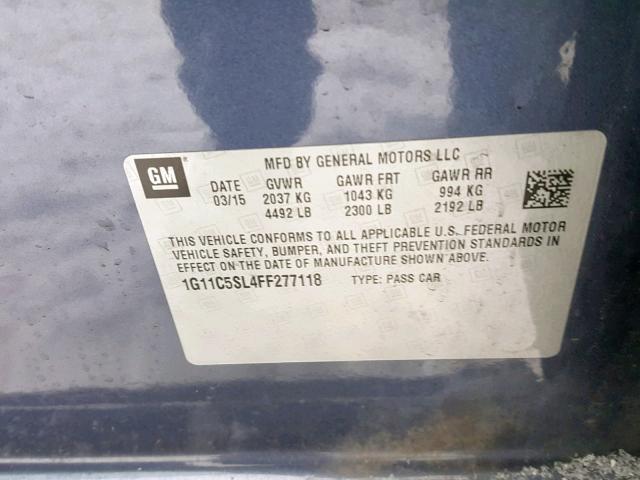 GM
MFD BY GENERAL MOTORS LLC
DATE GVWR GAWR FRT GAWR RR
03/15 2037 KG 1043 KG 994 KG
4492 LB 2300 LB 2192 LB
THIS VEHICLE CONFORMS TO ALL APPLICABLE U.S. FEDERAL MOTOR
VEHICLE SAFETY, BUMPER, AND THEFT PREVENTION STANDARDS IN
EFFECT ON THE DATE OF MANUFACTURE SHOWN ABOVE.
1G11C5SL4FF277118 TYPE: PASS CAR